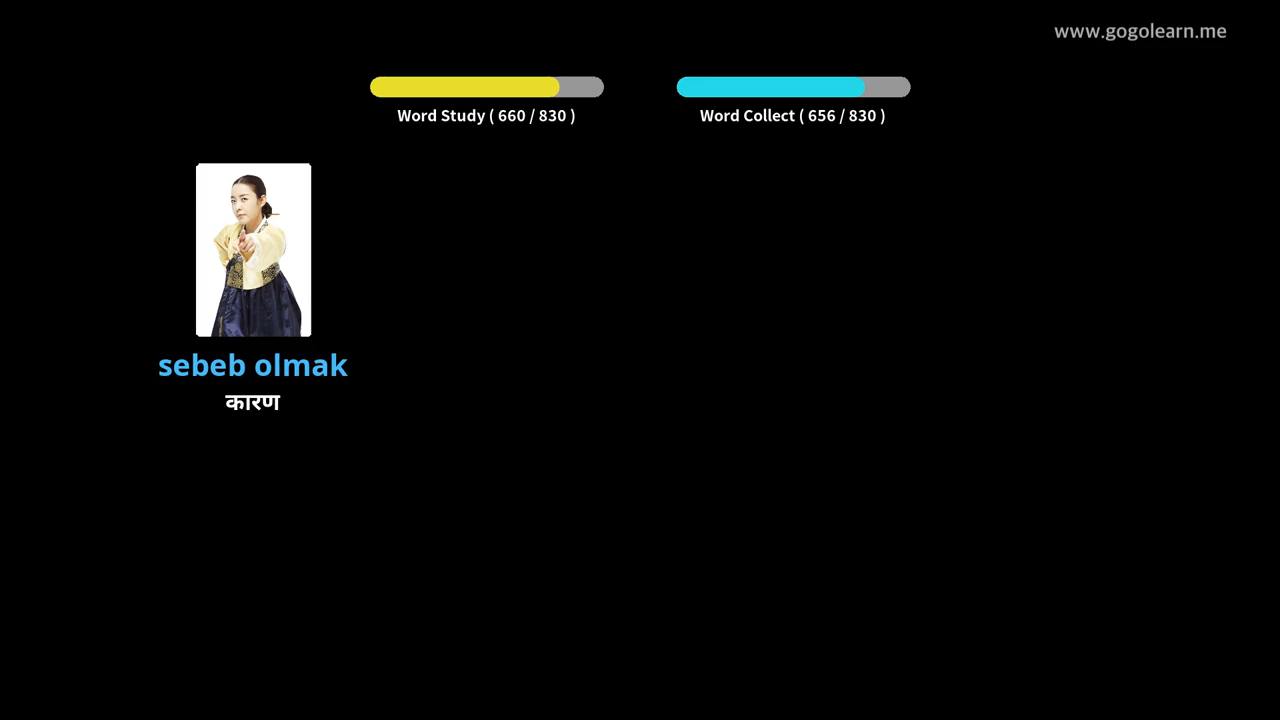 www.gogolearn.me
Word Study ( 660 / 830 )
Word Collect ( 656 / 830 )
sebeb olmak
कारण